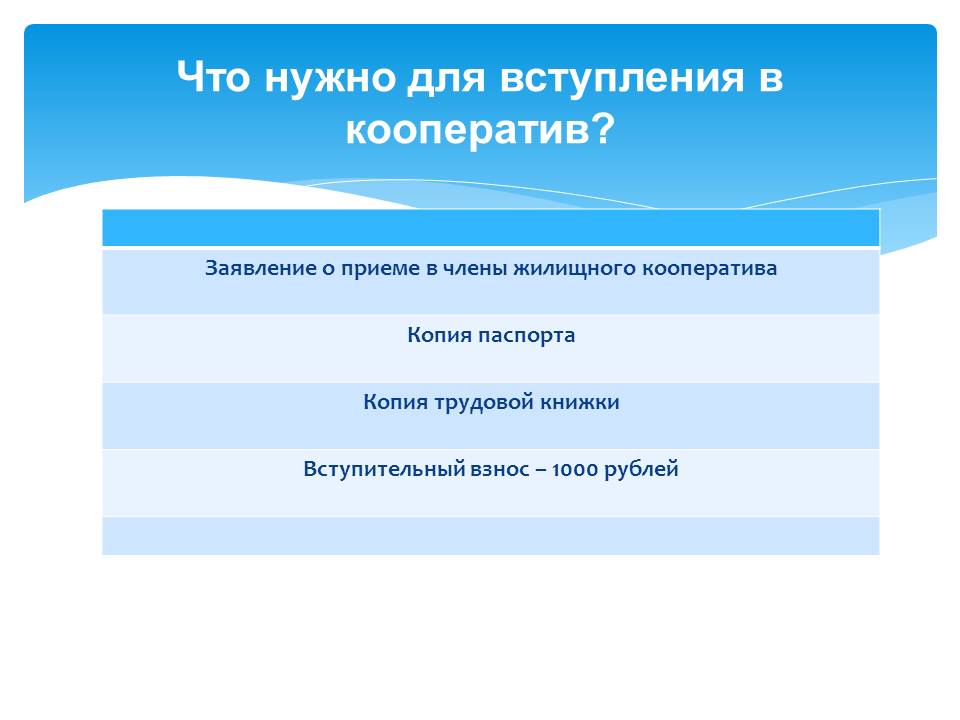 Что нужно для вступления в
кооператив?
Заявление о приеме в члены жилищного кооператива
Копия паспорта
Копия трудовой книжки
Вступительный взнос – 1000 рублей